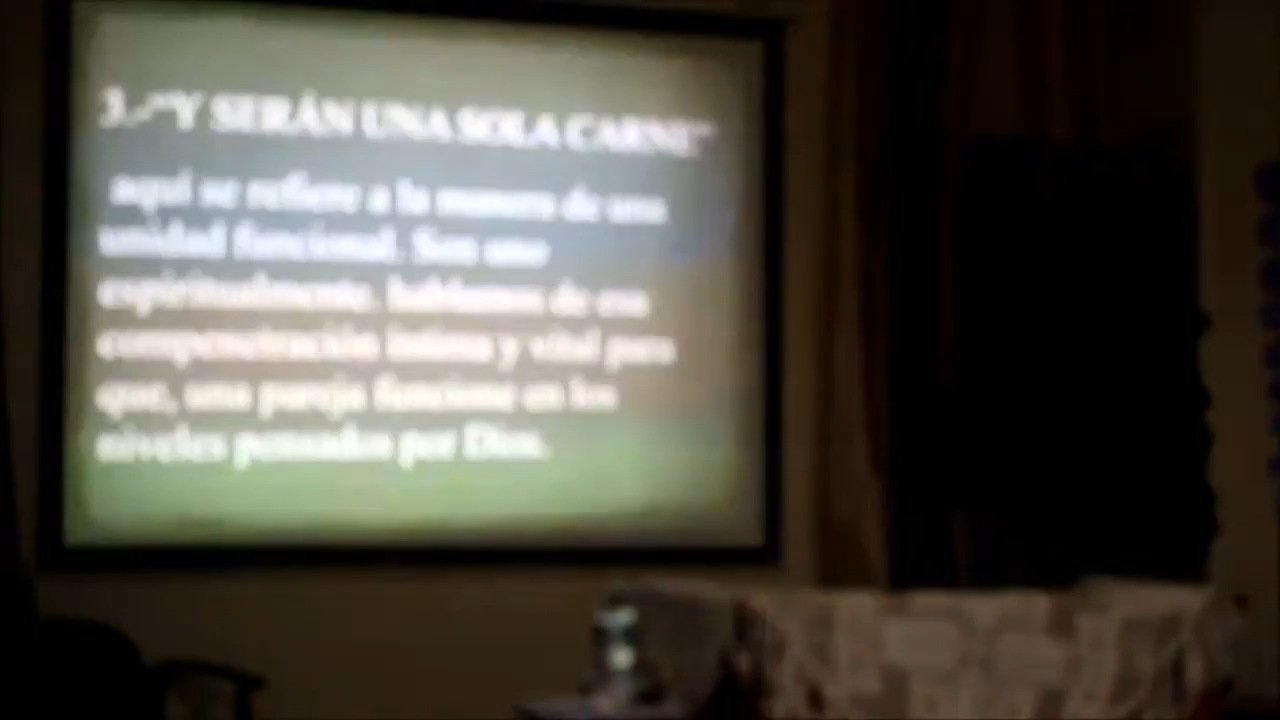 3.-"Y SERÁN UNA SOLA CARNE"
aquí se refiere a la manera de una
unidad funcional. Son uno
espiritualmente, hablamos de esa
compenetración íntima y vital para
que, una pareja funcione en los
niveles pensados por Dios.